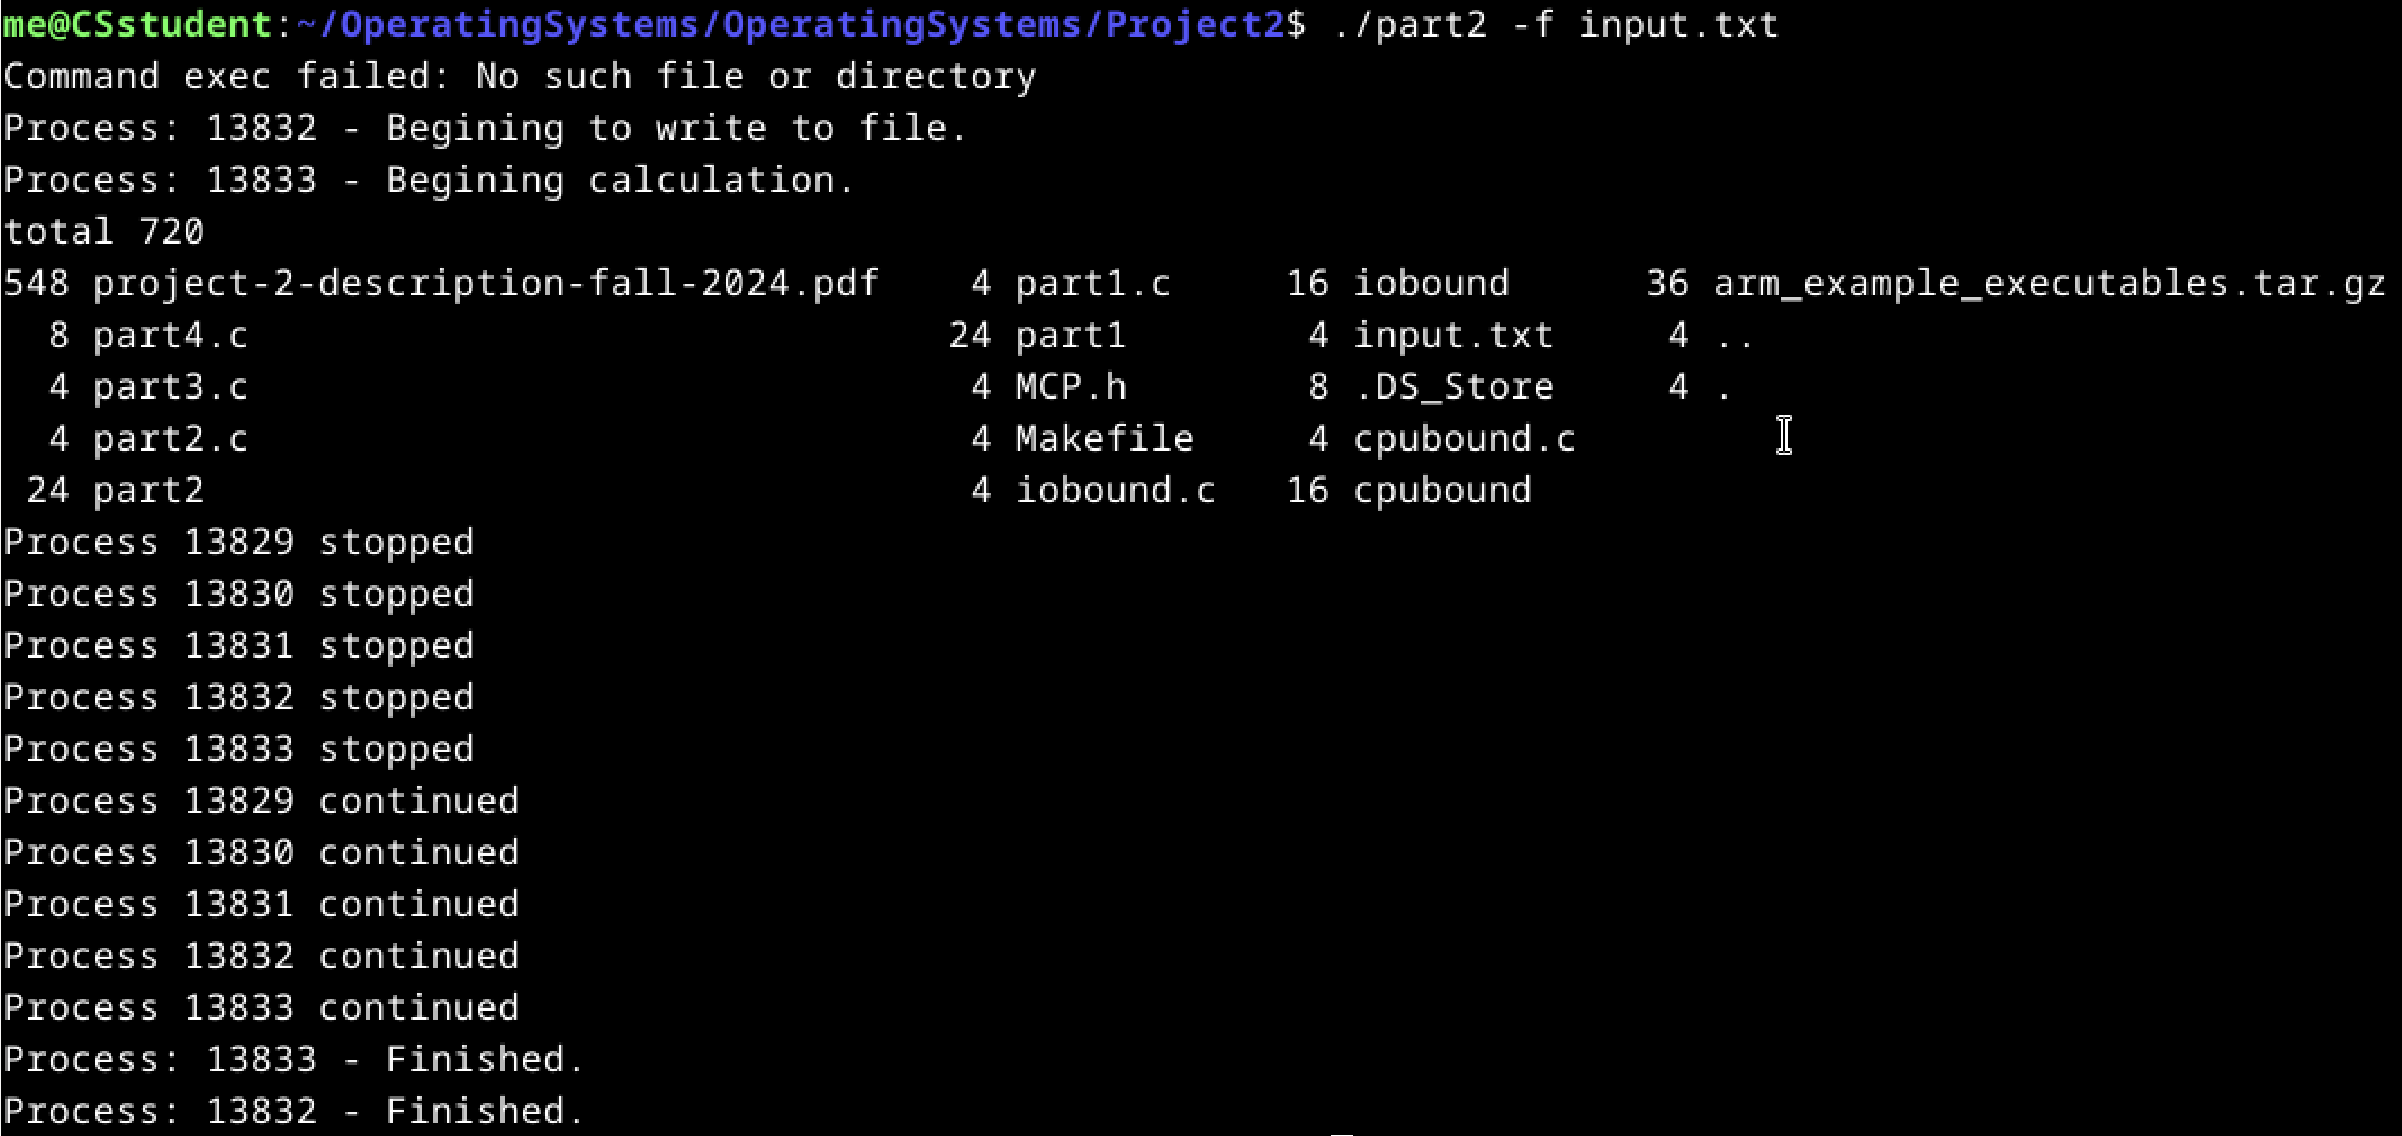 me@CSstudent:~/OperatingSystems/OperatingSystems/Project2$ ./part2 -f input.txt
Command exec failed: No such file or directory
Process: 13832 - Begining to write to file.
Process: 13833 - Begining calculation.
total 720
548 project-2-description-fall-2024.pdf    4 part1.c     16 iobound      36 arm_example_executables.tar.gz
  8 part4.c                               24 part1        4 input.txt     4 ..
  4 part3.c                                4 MCP.h        8 .DS_Store     4 .
  4 part2.c                                4 Makefile     4 cpubound.c
 24 part2                                  4 iobound.c   16 cpubound
Process 13829 stopped
Process 13830 stopped
Process 13831 stopped
Process 13832 stopped
Process 13833 stopped
Process 13829 continued
Process 13830 continued
Process 13831 continued
Process 13832 continued
Process 13833 continued
Process: 13833 - Finished.
Process: 13832 - Finished.